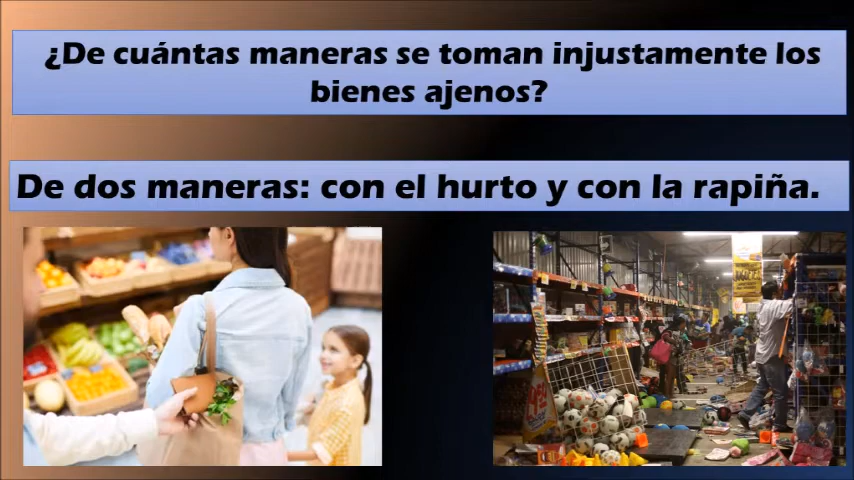 ¿De cuántas maneras se toman injustamente los
bienes ajenos?
De dos maneras: con el hurto y con la rapiña.